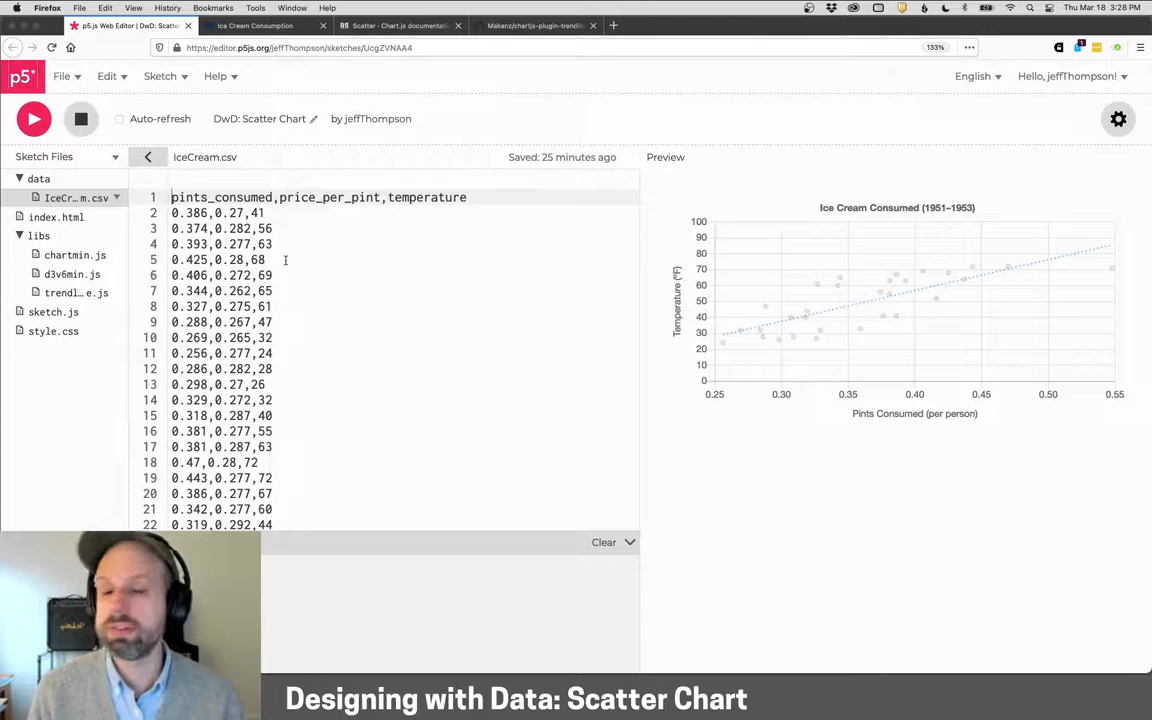 Firefox File Edit View History Bookmarks Tools Window Help Thu Mar 18 3:28 PM
p5.js Web Editor | DwD: Scatter Ice Cream Consumption Scatter - Chart.js documentati Makanz/chartjs-plugin-trendli
https://editor.p5js.org/jeffThompson/sketches/UcgZVNAA4 133%
p5* File Edit Sketch Help English Hello, jeffThompson!
Auto-refresh DwD: Scatter Chart by jeffThompson
Sketch Files IceCream.csv Saved: 25 minutes ago Preview
data
IceCr...m.csv
index.html
libs
chartmin.js
d3v6min.js
trendl...e.js
sketch.js
style.css
1 pints_consumed,price_per_pint,temperature
2 0.386,0.27,41
3 0.374,0.282,56
4 0.393,0.277,63
5 0.425,0.28,68
6 0.406,0.272,69
7 0.344,0.262,65
8 0.327,0.275,61
9 0.288,0.267,47
10 0.269,0.265,32
11 0.256,0.277,24
12 0.286,0.282,28
13 0.298,0.27,26
14 0.329,0.272,32
15 0.318,0.287,40
16 0.381,0.277,55
17 0.381,0.287,63
18 0.47,0.28,72
19 0.443,0.277,72
20 0.386,0.277,67
21 0.342,0.277,60
22 0.319,0.292,44
Ice Cream Consumed (1951–1953)
Temperature (°F)
100
90
80
70
60
50
40
30
20
10
0
0.25 0.30 0.35 0.40 0.45 0.50 0.55
Pints Consumed (per person)
Clear
Designing with Data: Scatter Chart